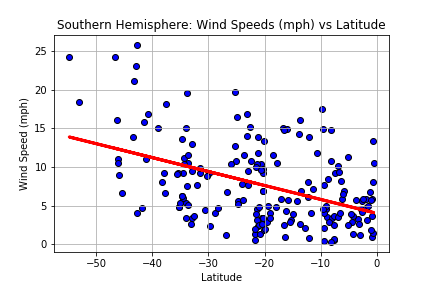 Southern Hemisphere: Wind Speeds (mph) vs Latitude
25
20
15
10
5
0
Wind Speed (mph)
−50 −40 −30 −20 −10 0
Latitude